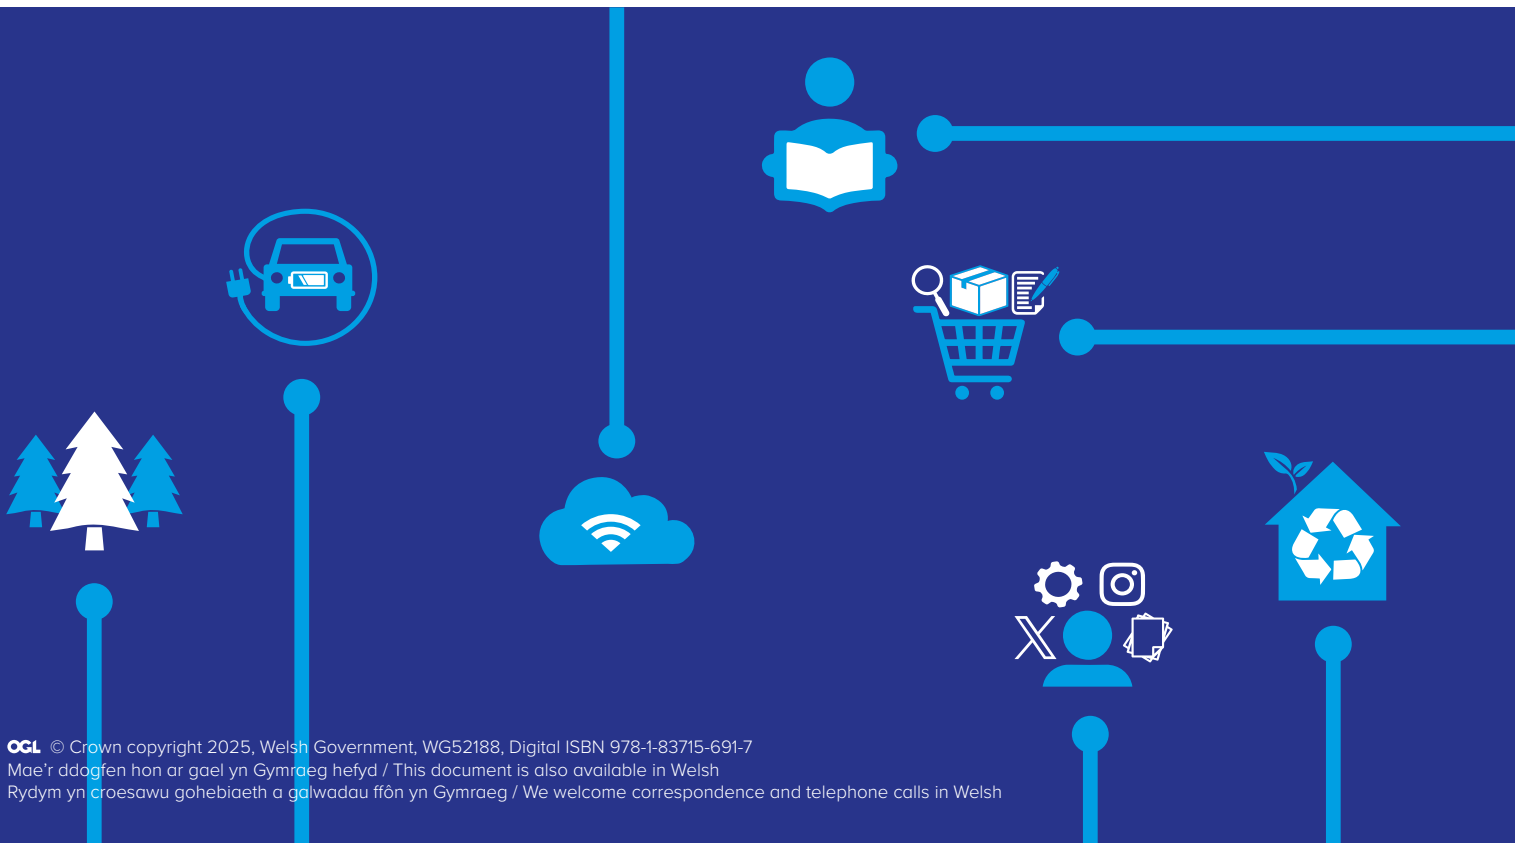 OGL © Crown copyright 2025, Welsh Government, WG52188, Digital ISBN 978-1-83715-691-7
Mae'r ddogfen hon ar gael yn Gymraeg hefyd / This document is also available in Welsh
Rydym yn croesawu gohebiaeth a galwadau ffôn yn Gymraeg / We welcome correspondence and telephone calls in Welsh